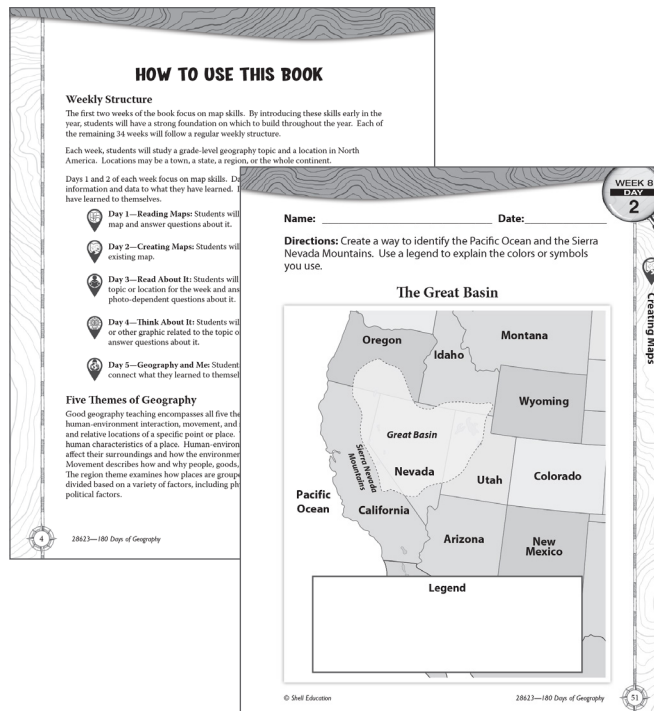 HOW TO USE THIS BOOK
Weekly Structure
The first two weeks of the book focus on map skills. By introducing these skills early in the
year, students will have a strong foundation on which to build throughout the year. Each of
the remaining 34 weeks will follow a regular weekly structure.
Each week, students will study a grade-level geography topic and a location in North
America. Locations may be a town, a state, a region, or the whole continent.
Days 1 and 2 of each week focus on map skills. Da
information and data to what they have learned.
have learned to themselves.
Day 1—Reading Maps: Students will
map and answer questions about it.
Day 2—Creating Maps: Students wil
existing map.
Day 3—Read About It: Students will
topic or location for the week and ans
photo-dependent questions about it.
Day 4—Think About It: Students wil
or other graphic related to the topic o
answer questions about it.
Day 5—Geography and Me: Student
connect what they learned to themsel
Five Themes of Geography
Good geography teaching encompasses all five the
human-environment interaction, movement, and
and relative locations of a specific point or place.
human characteristics of a place. Human-environ
affect their surroundings and how the environme
Movement describes how and why people, goods,
The region theme examines how places are groupe
divided based on a variety of factors, including ph
political factors.
4
28623—180 Days of Geography
WEEK 8
DAY
2
Name:
Date:
Directions: Create a way to identify the Pacific Ocean and the Sierra
Nevada Mountains. Use a legend to explain the colors or symbols
you use.
Creating Maps
The Great Basin
Oregon
Idaho
Montana
Wyoming
Great Basin
Sierra Nevada
Mountains
Nevada
Utah
Colorado
Pacific
Ocean
California
Arizona
New
Mexico
Legend
© Shell Education
28623—180 Days of Geography
51